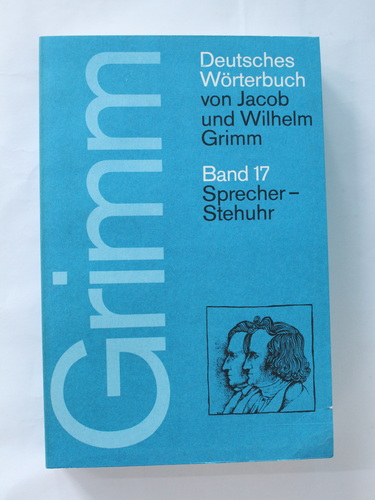 Grimm
Deutsches
Wörterbuch
von Jacob
und Wilhelm
Grimm
Band 17
Sprecher–
Stehuhr